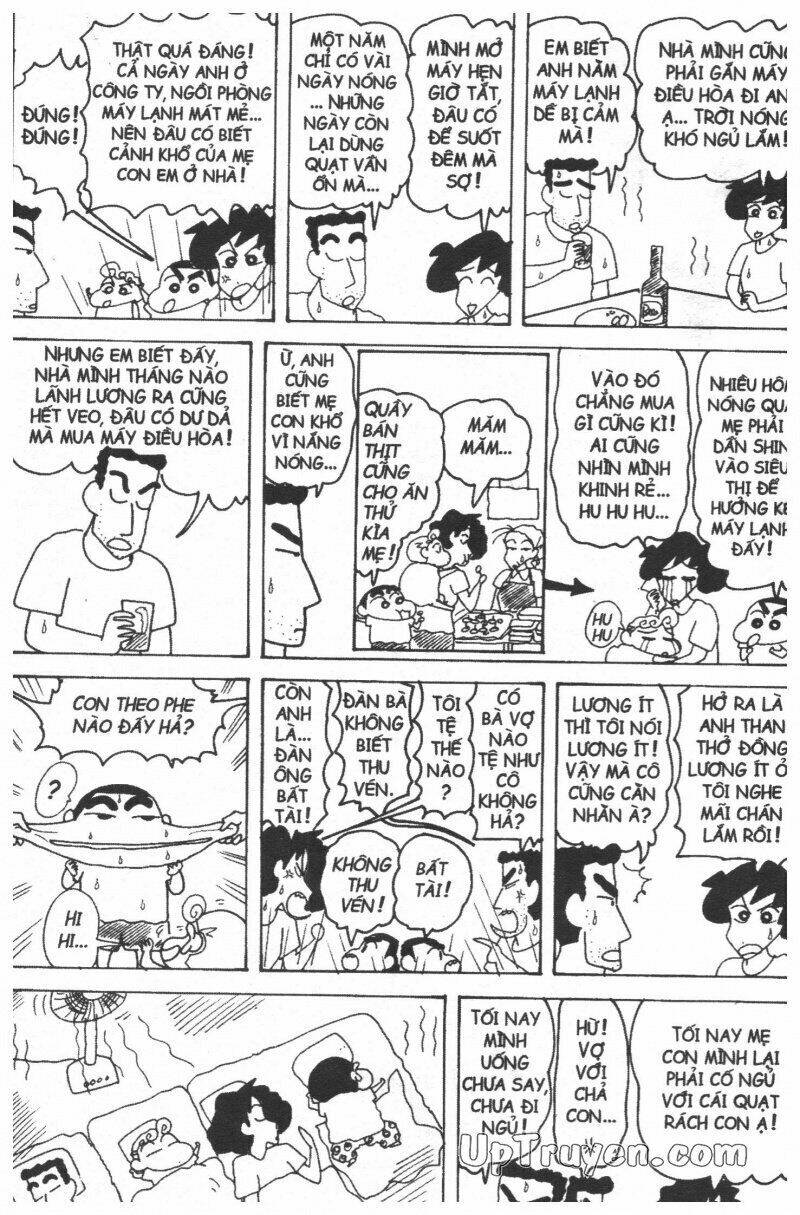 NHÀ MÌNH CŨNG
PHẢI GẮN MÁY
ĐIỀU HÒA ĐI ANH
Ạ... TRỜI NÓNG
KHÓ NGỦ LẮM!
EM BIẾT
ANH NẰM
MÁY LẠNH
DỄ BỊ CẢM
MÀ!
MÌNH MỞ
MÁY HẸN
GIỜ TẮT,
ĐÂU CÓ
ĐỂ SUỐT
ĐÊM MÀ
SỢ!
MỘT NĂM
CHỈ CÓ VÀI
NGÀY NÓNG
... NHỮNG
NGÀY CÒN
LẠI DÙNG
QUẠT VẪN
ỔN MÀ...
THẬT QUÁ ĐÁNG!
CẢ NGÀY ANH Ở
CÔNG TY, NGỒI PHÒNG
MÁY LẠNH MÁT MẺ...
NÊN ĐÂU CÓ BIẾT
CẢNH KHỔ CỦA MẸ
CON EM Ở NHÀ!
ĐÚNG!
ĐÚNG!
NHIỀU HÔM
NÓNG QUÁ
MẸ PHẢI
DẪN SHIN
VÀO SIÊU
THỊ ĐỂ
HƯỞNG KÉ
MÁY LẠNH
ĐẤY!
VÀO ĐÓ
CHẲNG MUA
GÌ CŨNG KÌ!
AI CŨNG
NHÌN MÌNH
KHINH RẺ...
HU HU HU...
HU
HU
MĂM
MĂM...
QUẦY
BÁN
THỊT
CŨNG
CHO ĂN
THỬ
KÌA
MẸ!
Ừ, ANH
CŨNG
BIẾT MẸ
CON KHỔ
VÌ NẮNG
NÓNG...
NHƯNG EM BIẾT ĐẤY,
NHÀ MÌNH THÁNG NÀO
LÃNH LƯƠNG RA CŨNG
HẾT VEO, ĐÂU CÓ DƯ DẢ
MÀ MUA MÁY ĐIỀU HÒA!
HỞ RA LÀ
ANH THAN
THỞ ĐỒNG
LƯƠNG ÍT ỎI
TÔI NGHE
MÃI CHÁN
LẮM RỒI!
LƯƠNG ÍT
THÌ TÔI NÓI
LƯƠNG ÍT!
VẬY MÀ CÔ
CŨNG CẰN
NHẰN À?
CÓ
BÀ VỢ
NÀO
TỆ NHƯ
CÔ
KHÔNG
HẢ?
TÔI
TỆ
THẾ NÀO
?
ĐÀN BÀ
KHÔNG
BIẾT
THU
VÉN.
CÒN
ANH
LÀ...
ĐÀN
ÔNG
BẤT
TÀI!
BẤT
TÀI!
KHÔNG
THU
VÉN!
CON THEO PHE
NÀO ĐẤY HẢ?
?
HI
HI...
TỐI NAY MẸ
CON MÌNH LẠI
PHẢI CỐ NGỦ
VỚI CÁI QUẠT
RÁCH CON Ạ!
HỪ!
VỢ
VỚI
CHẢ
CON...
TỐI NAY
MÌNH
UỐNG
CHƯA SAY,
CHƯA ĐI
NGỦ!
UpTruyen.com